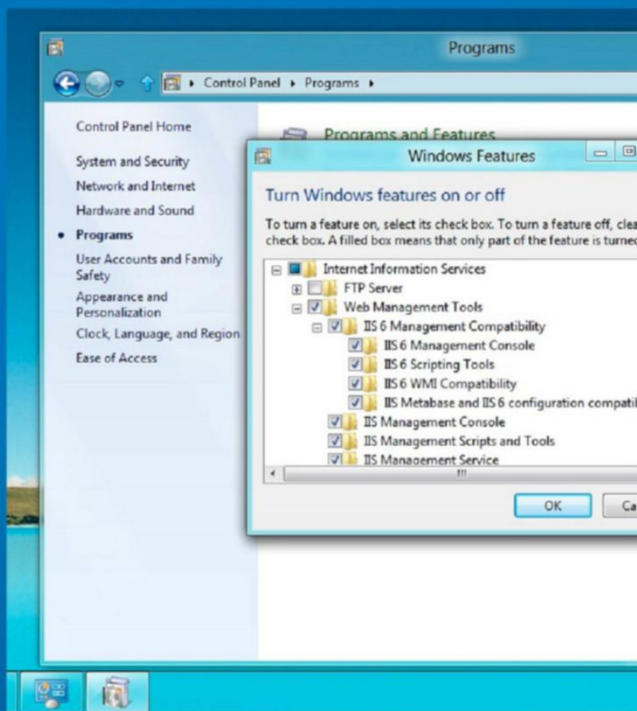 Programs
Control Panel
Programs
Control Panel Home
System and Security
Network and Internet
Hardware and Sound
Programs
User Accounts and Family
Safety
Appearance and
Personalization
Clock, Language, and Region
Ease of Access
Programs and Features
Windows Features
Turn Windows features on or off
To turn a feature on, select its check box. To turn a feature off, clea
check box. A filled box means that only part of the feature is turned
Internet Information Services
FTP Server
Web Management Tools
IIS 6 Management Compatibility
IIS 6 Management Console
IIS 6 Scripting Tools
IIS 6 WMI Compatibility
IIS Metabase and IIS 6 configuration compatib
IIS Management Console
IIS Management Scripts and Tools
IIS Management Service
OK
Ca